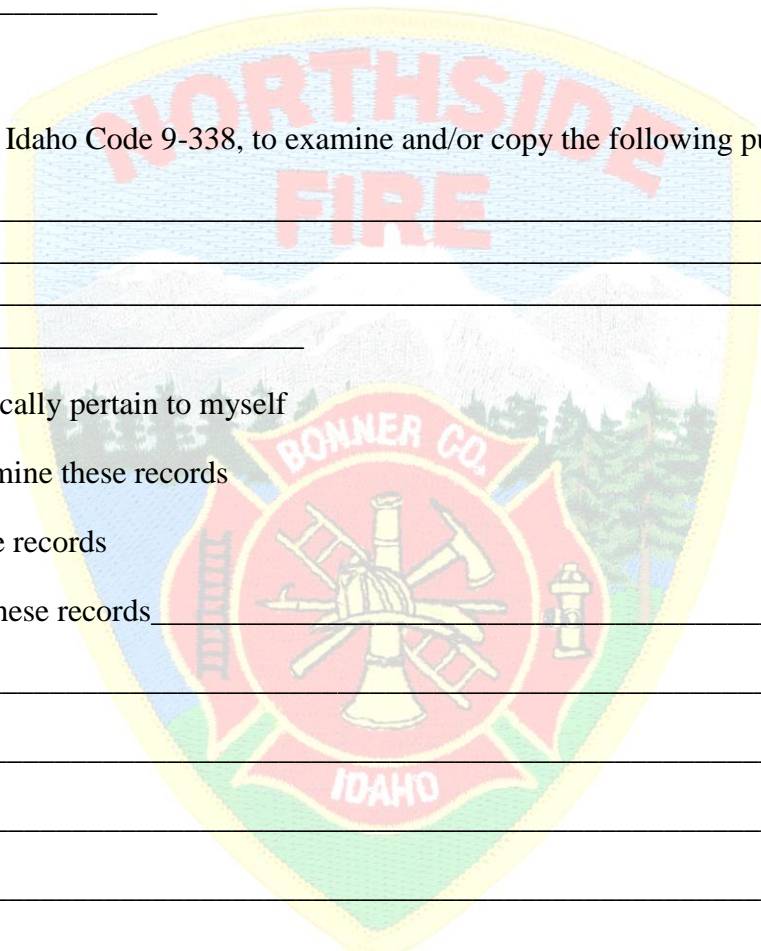 NORTHSIDE
FIRE
Idaho Code 9-338, to examine and/or copy the following pu
cally pertain to myself
mine these records
e records
hese records
BONNER CO.
IDAHO